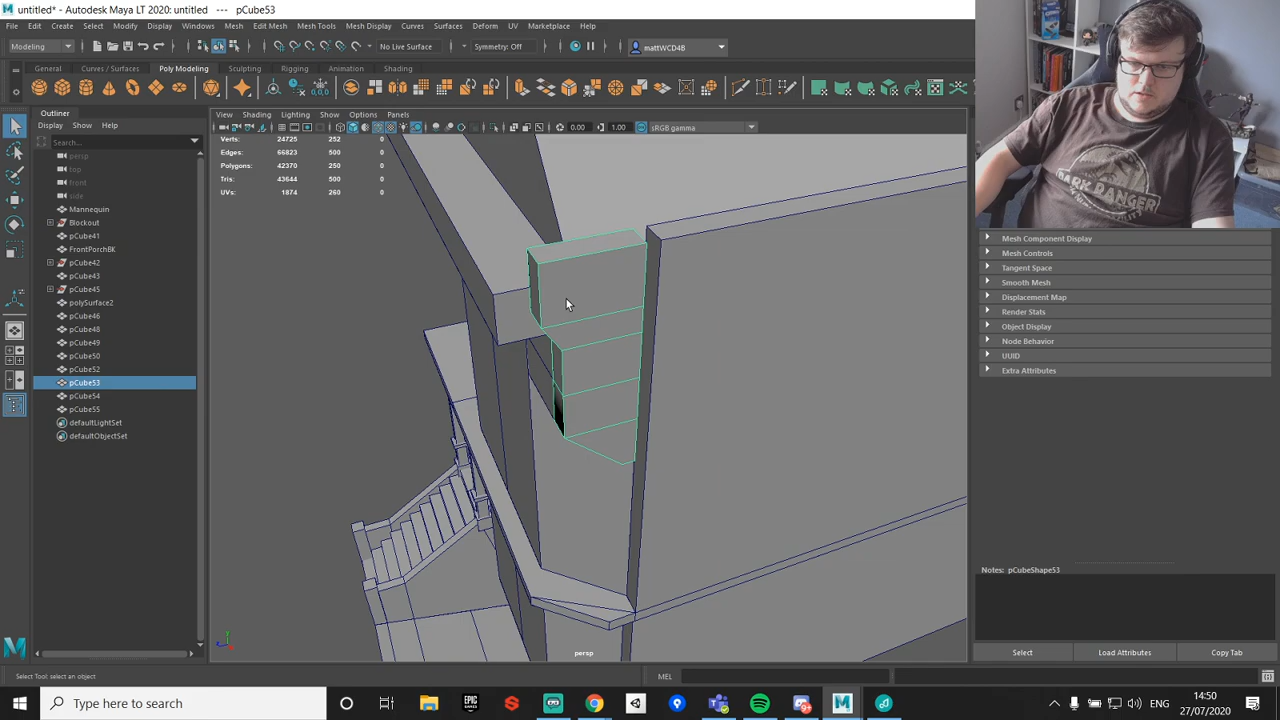 untitled* - Autodesk Maya LT 2020: untitled --- pCube53
File Edit Create Select Modify Display Windows Mesh Edit Mesh Mesh Tools Mesh Display Curves Surfaces Deform UV Marketplace Help
Modeling No Live Surface Symmetry: Off mattWCD4B
General Curves / Surfaces Poly Modeling Sculpting Rigging Animation Shading
Outliner
Display Show Help
Search...
persp
top
front
side
Mannequin
Blockout
pCube41
FrontPorchBK
pCube42
pCube43
pCube45
polySurface2
pCube46
pCube48
pCube49
pCube50
pCube52
pCube53
pCube54
pCube55
defaultLightSet
defaultObjectSet
View Shading Lighting Show Options Panels
0.00 1.00 sRGB gamma
Verts: 24725 252 0
Edges: 66823 500 0
Polygons: 42370 250 0
Tris: 43644 500 0
UVs: 1874 260 0
persp
DARK DANGER
Mesh Component Display
Mesh Controls
Tangent Space
Smooth Mesh
Displacement Map
Render Stats
Object Display
Node Behavior
UUID
Extra Attributes
Notes: pCubeShape53
Select Load Attributes Copy Tab
Select Tool: select an object
MEL
Type here to search
EPIC GAMES
ENG
14:50
27/07/2020